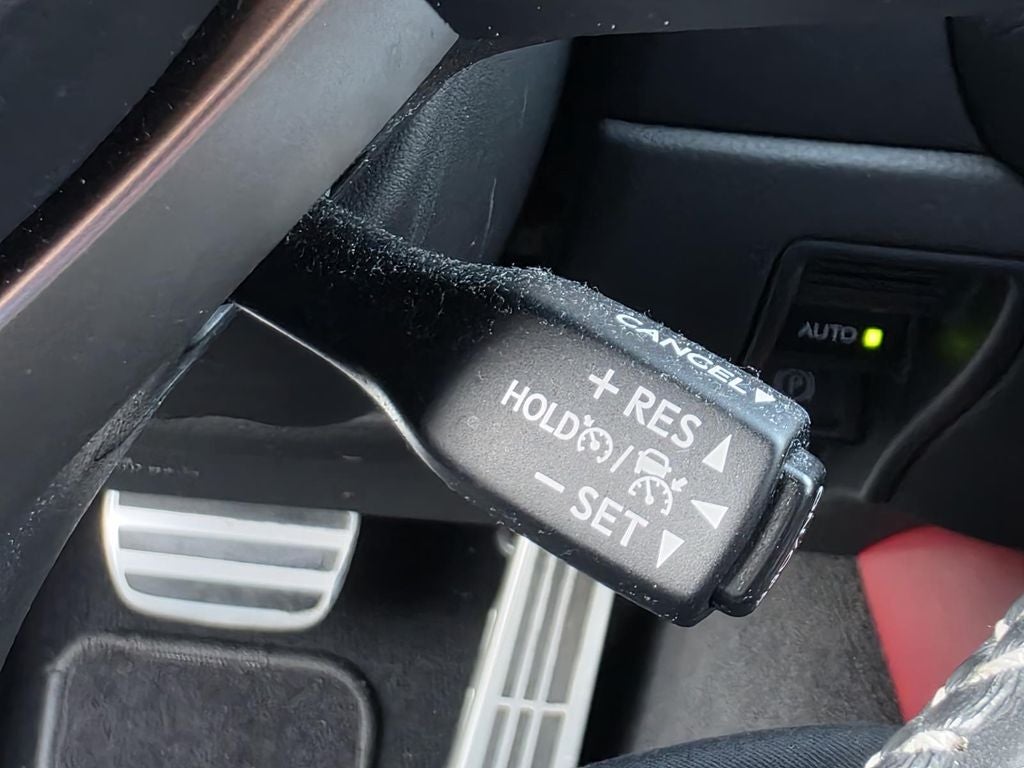 CANCEL
+ RES
HOLD /
- SET
AUTO
P